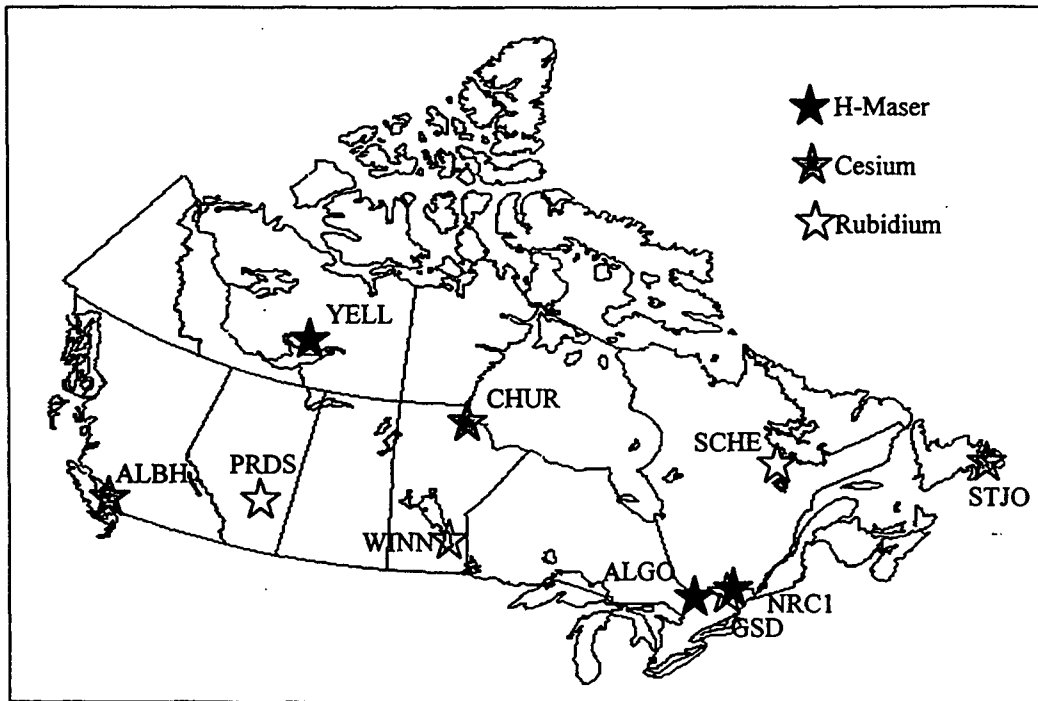 H-Maser
Cesium
Rubidium
YELL
CHUR
SCHE
ALBH
PRDS
STJO
WINN
ALGO
NRC1
GSD